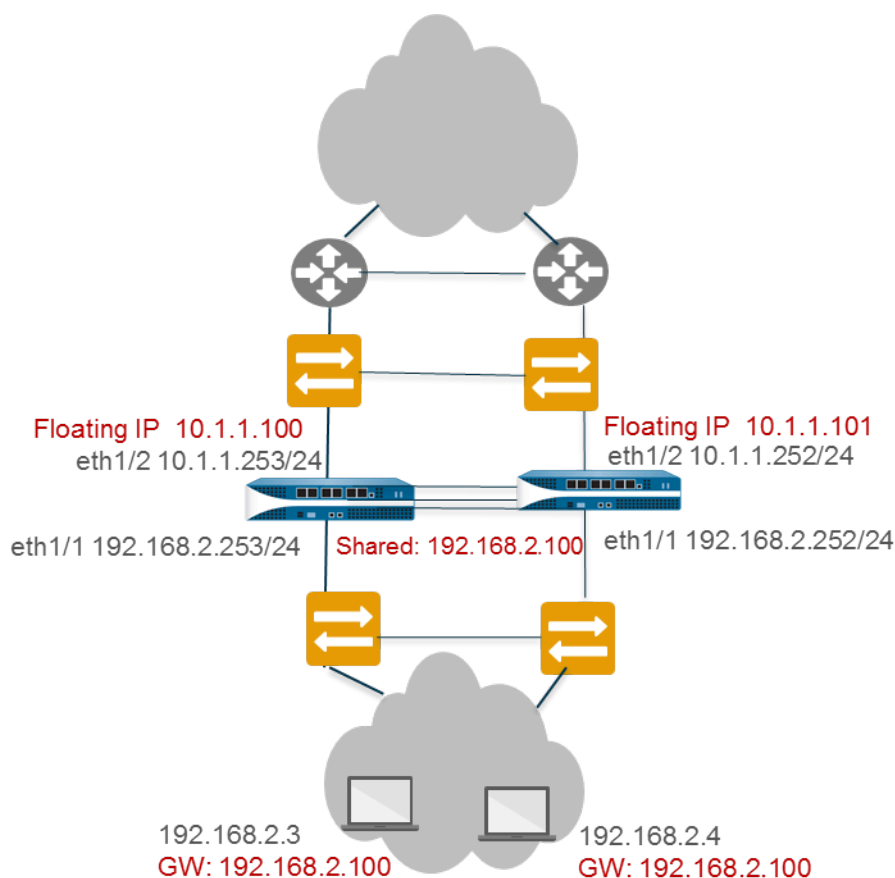 Floating IP 10.1.1.100
eth1/2 10.1.1.253/24
Floating IP 10.1.1.101
eth1/2 10.1.1.252/24
eth1/1 192.168.2.253/24
Shared: 192.168.2.100
eth1/1 192.168.2.252/24
192.168.2.3
GW: 192.168.2.100
192.168.2.4
GW: 192.168.2.100